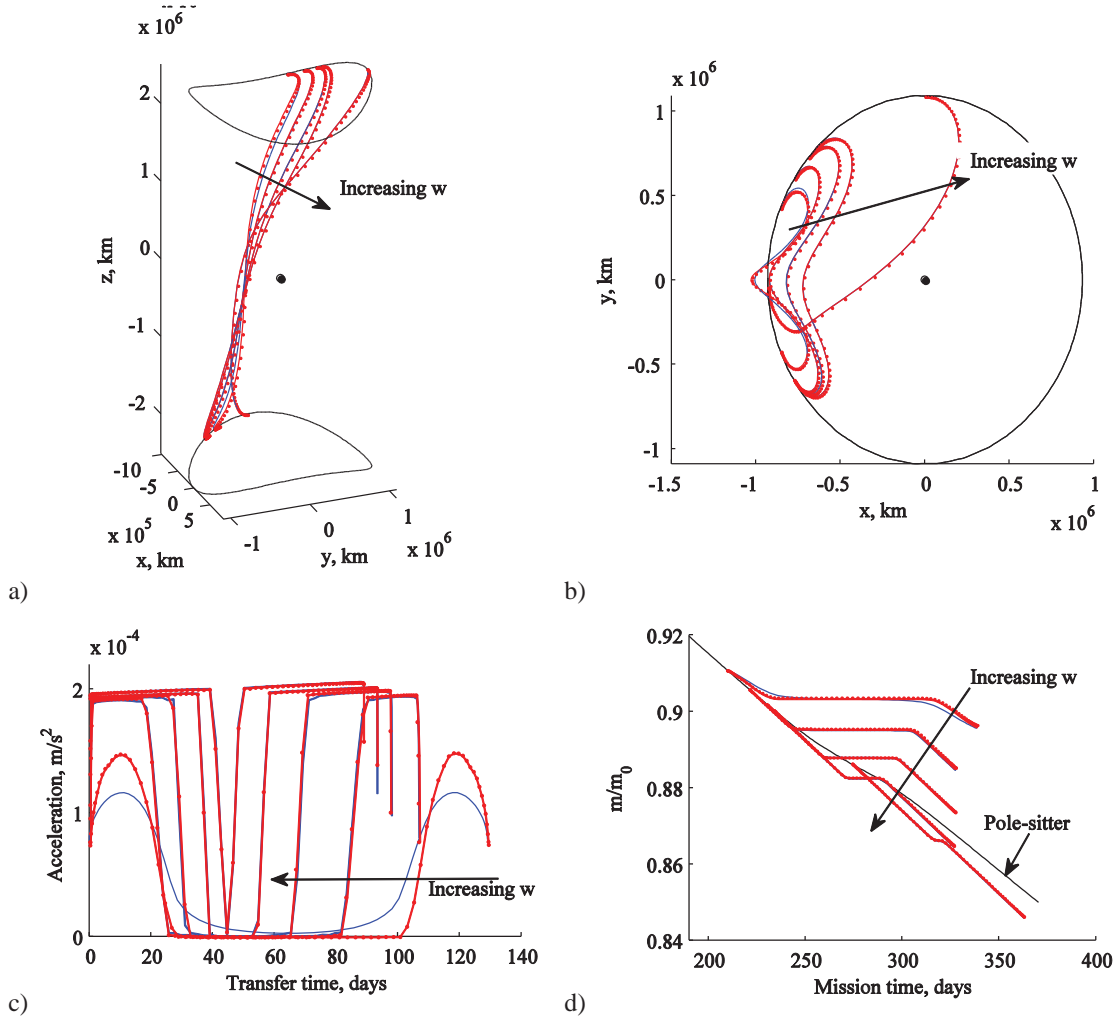 x 10^6
2
1
0
-1
-2
z, km
Increasing w
-10
-5
0
5
x 10^5
x, km
-1
0
1
x 10^6
y, km
a)
x 10^6
1
0.5
0
-0.5
-1
y, km
Increasing w
-1.5
-1
-0.5
0
0.5
1
x 10^6
x, km
b)
x 10^-4
2
1
0
Acceleration, m/s^2
Increasing w
0
20
40
60
80
100
120
140
Transfer time, days
c)
0.92
0.9
0.88
0.86
0.84
m/m_0
Increasing w
Pole-sitter
200
250
300
350
400
Mission time, days
d)